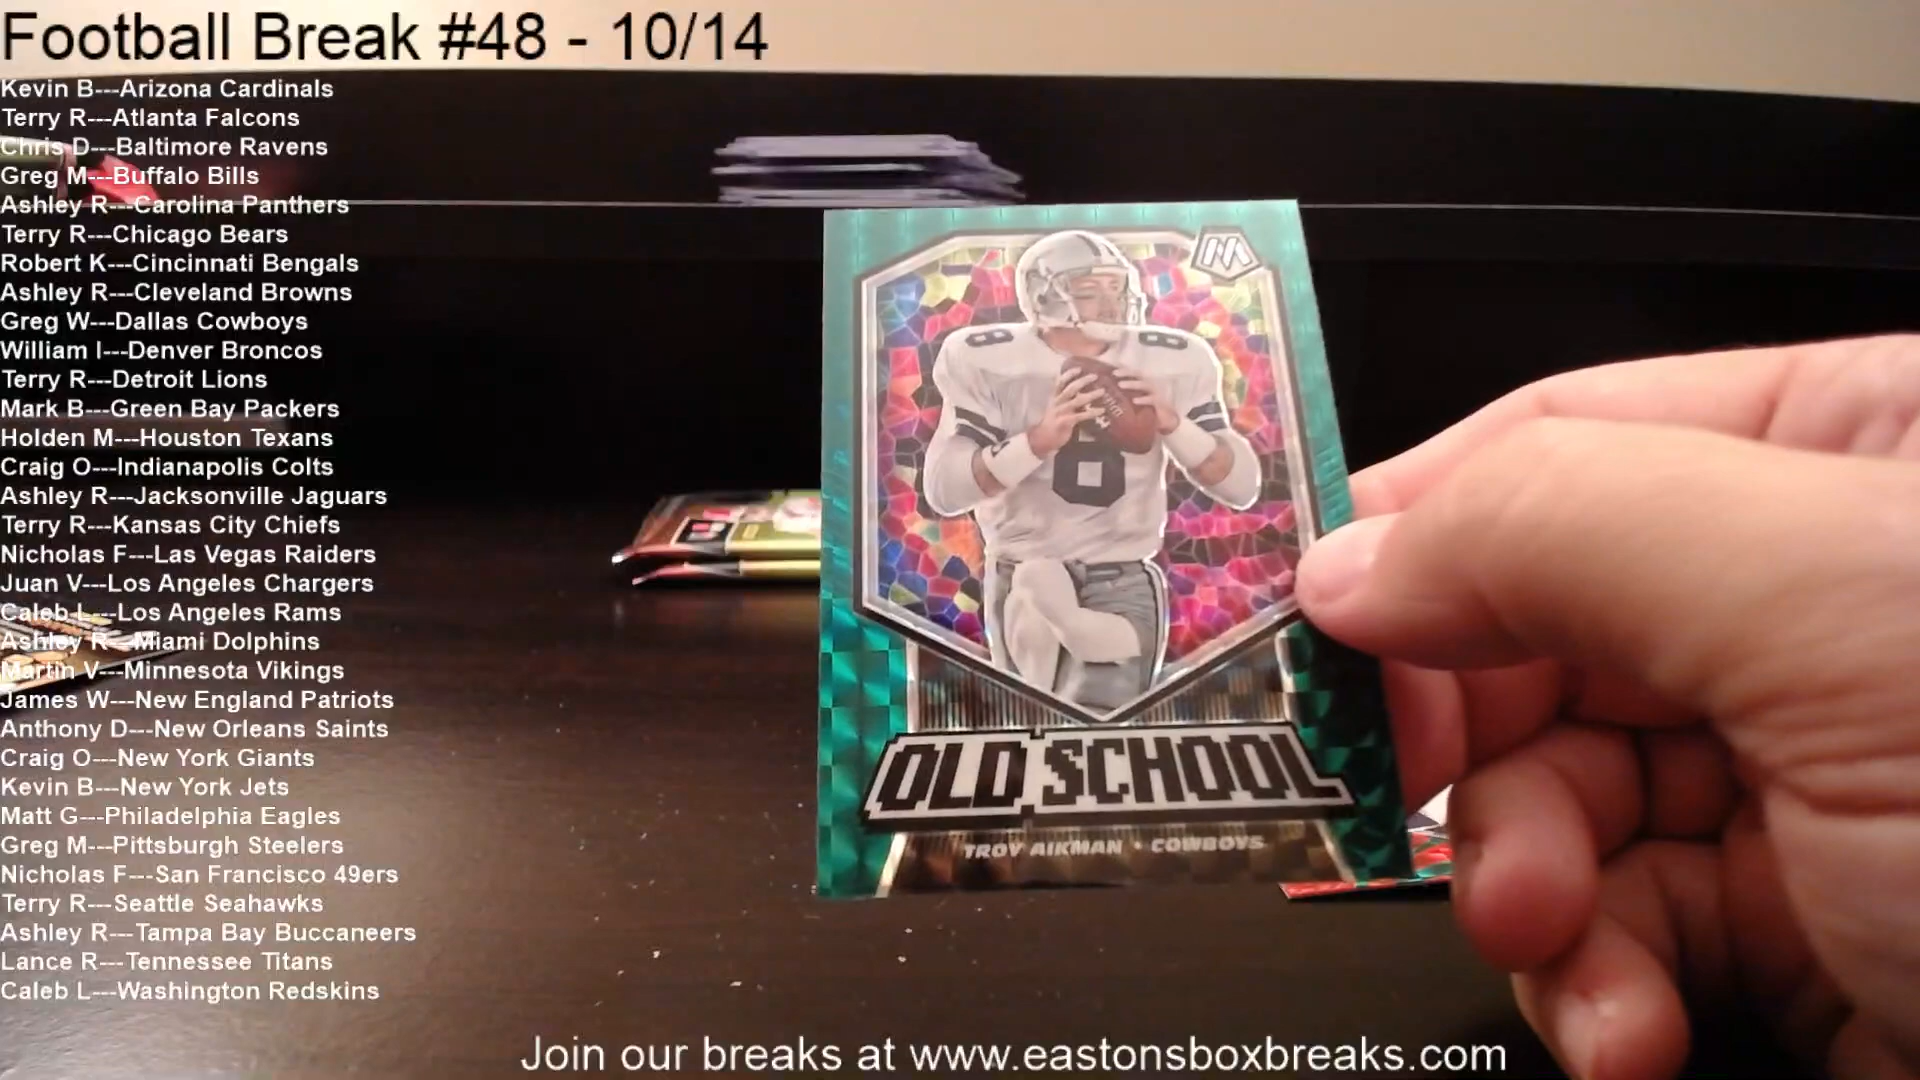 Football Break #48 - 10/14
Kevin B---Arizona Cardinals
Terry R---Atlanta Falcons
Chris D---Baltimore Ravens
Greg M---Buffalo Bills
Ashley R---Carolina Panthers
Terry R---Chicago Bears
Robert K---Cincinnati Bengals
Ashley R---Cleveland Browns
Greg W---Dallas Cowboys
William I---Denver Broncos
Terry R---Detroit Lions
Mark B---Green Bay Packers
Holden M---Houston Texans
Craig O---Indianapolis Colts
Ashley R---Jacksonville Jaguars
Terry R---Kansas City Chiefs
Nicholas F---Las Vegas Raiders
Juan V---Los Angeles Chargers
Caleb L---Los Angeles Rams
Ashley R---Miami Dolphins
Martin V---Minnesota Vikings
James W---New England Patriots
Anthony D---New Orleans Saints
Craig O---New York Giants
Kevin B---New York Jets
Matt G---Philadelphia Eagles
Greg M---Pittsburgh Steelers
Nicholas F---San Francisco 49ers
Terry R---Seattle Seahawks
Ashley R---Tampa Bay Buccaneers
Lance R---Tennessee Titans
Caleb L---Washington Redskins
M
8 8
8
OLD SCHOOL
TROY AIKMAN • COWBOYS
Join our breaks at www.eastonsboxbreaks.com